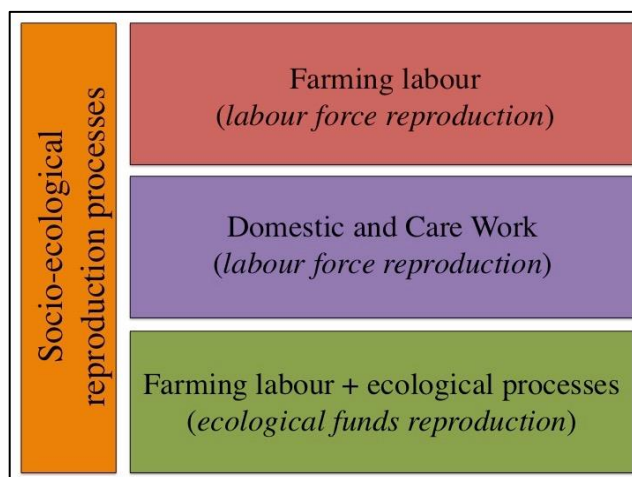 Socio-ecological
reproduction processes
Farming labour
(labour force reproduction)
Domestic and Care Work
(labour force reproduction)
Farming labour + ecological processes
(ecological funds reproduction)